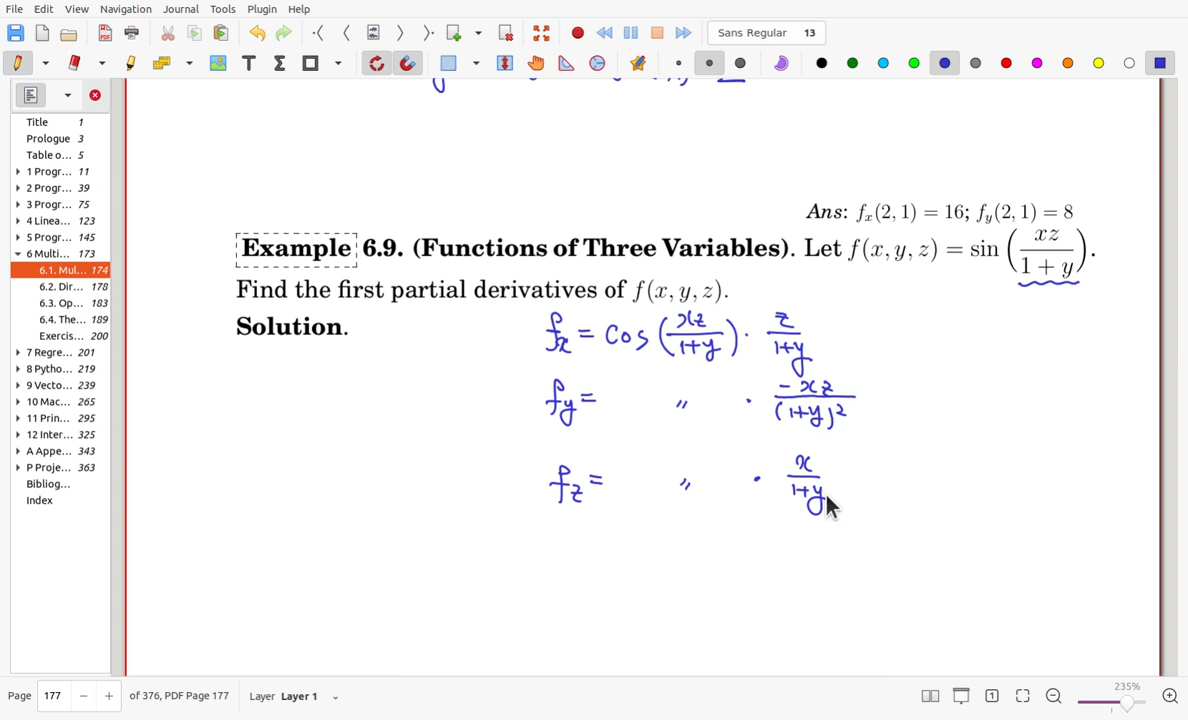 File Edit View Navigation Journal Tools Plugin Help
Sans Regular 13
Title 1
Prologue 3
Table o... 5
1 Progr... 11
2 Progr... 39
3 Progr... 75
4 Linea... 123
5 Progr... 145
6 Multi... 173
6.1. Mul... 174
6.2. Dir... 178
6.3. Op... 183
6.4. The... 189
Exercis... 200
7 Regre... 201
8 Pytho... 219
9 Vecto... 239
10 Mac... 265
11 Prin... 295
12 Inter... 325
A Appe... 343
P Proje... 363
Bibliog...
Index
Ans: f_x(2, 1) = 16; f_y(2, 1) = 8
Example 6.9. (Functions of Three Variables). Let f(x, y, z) = sin (xz / 1 + y).
Find the first partial derivatives of f(x, y, z).
Solution.
f_x = cos (xz / 1+y) · z / 1+y
f_y = " · -xz / (1+y)²
f_z = " · x / 1+y
Page 177 of 376, PDF Page 177 Layer Layer 1 235%